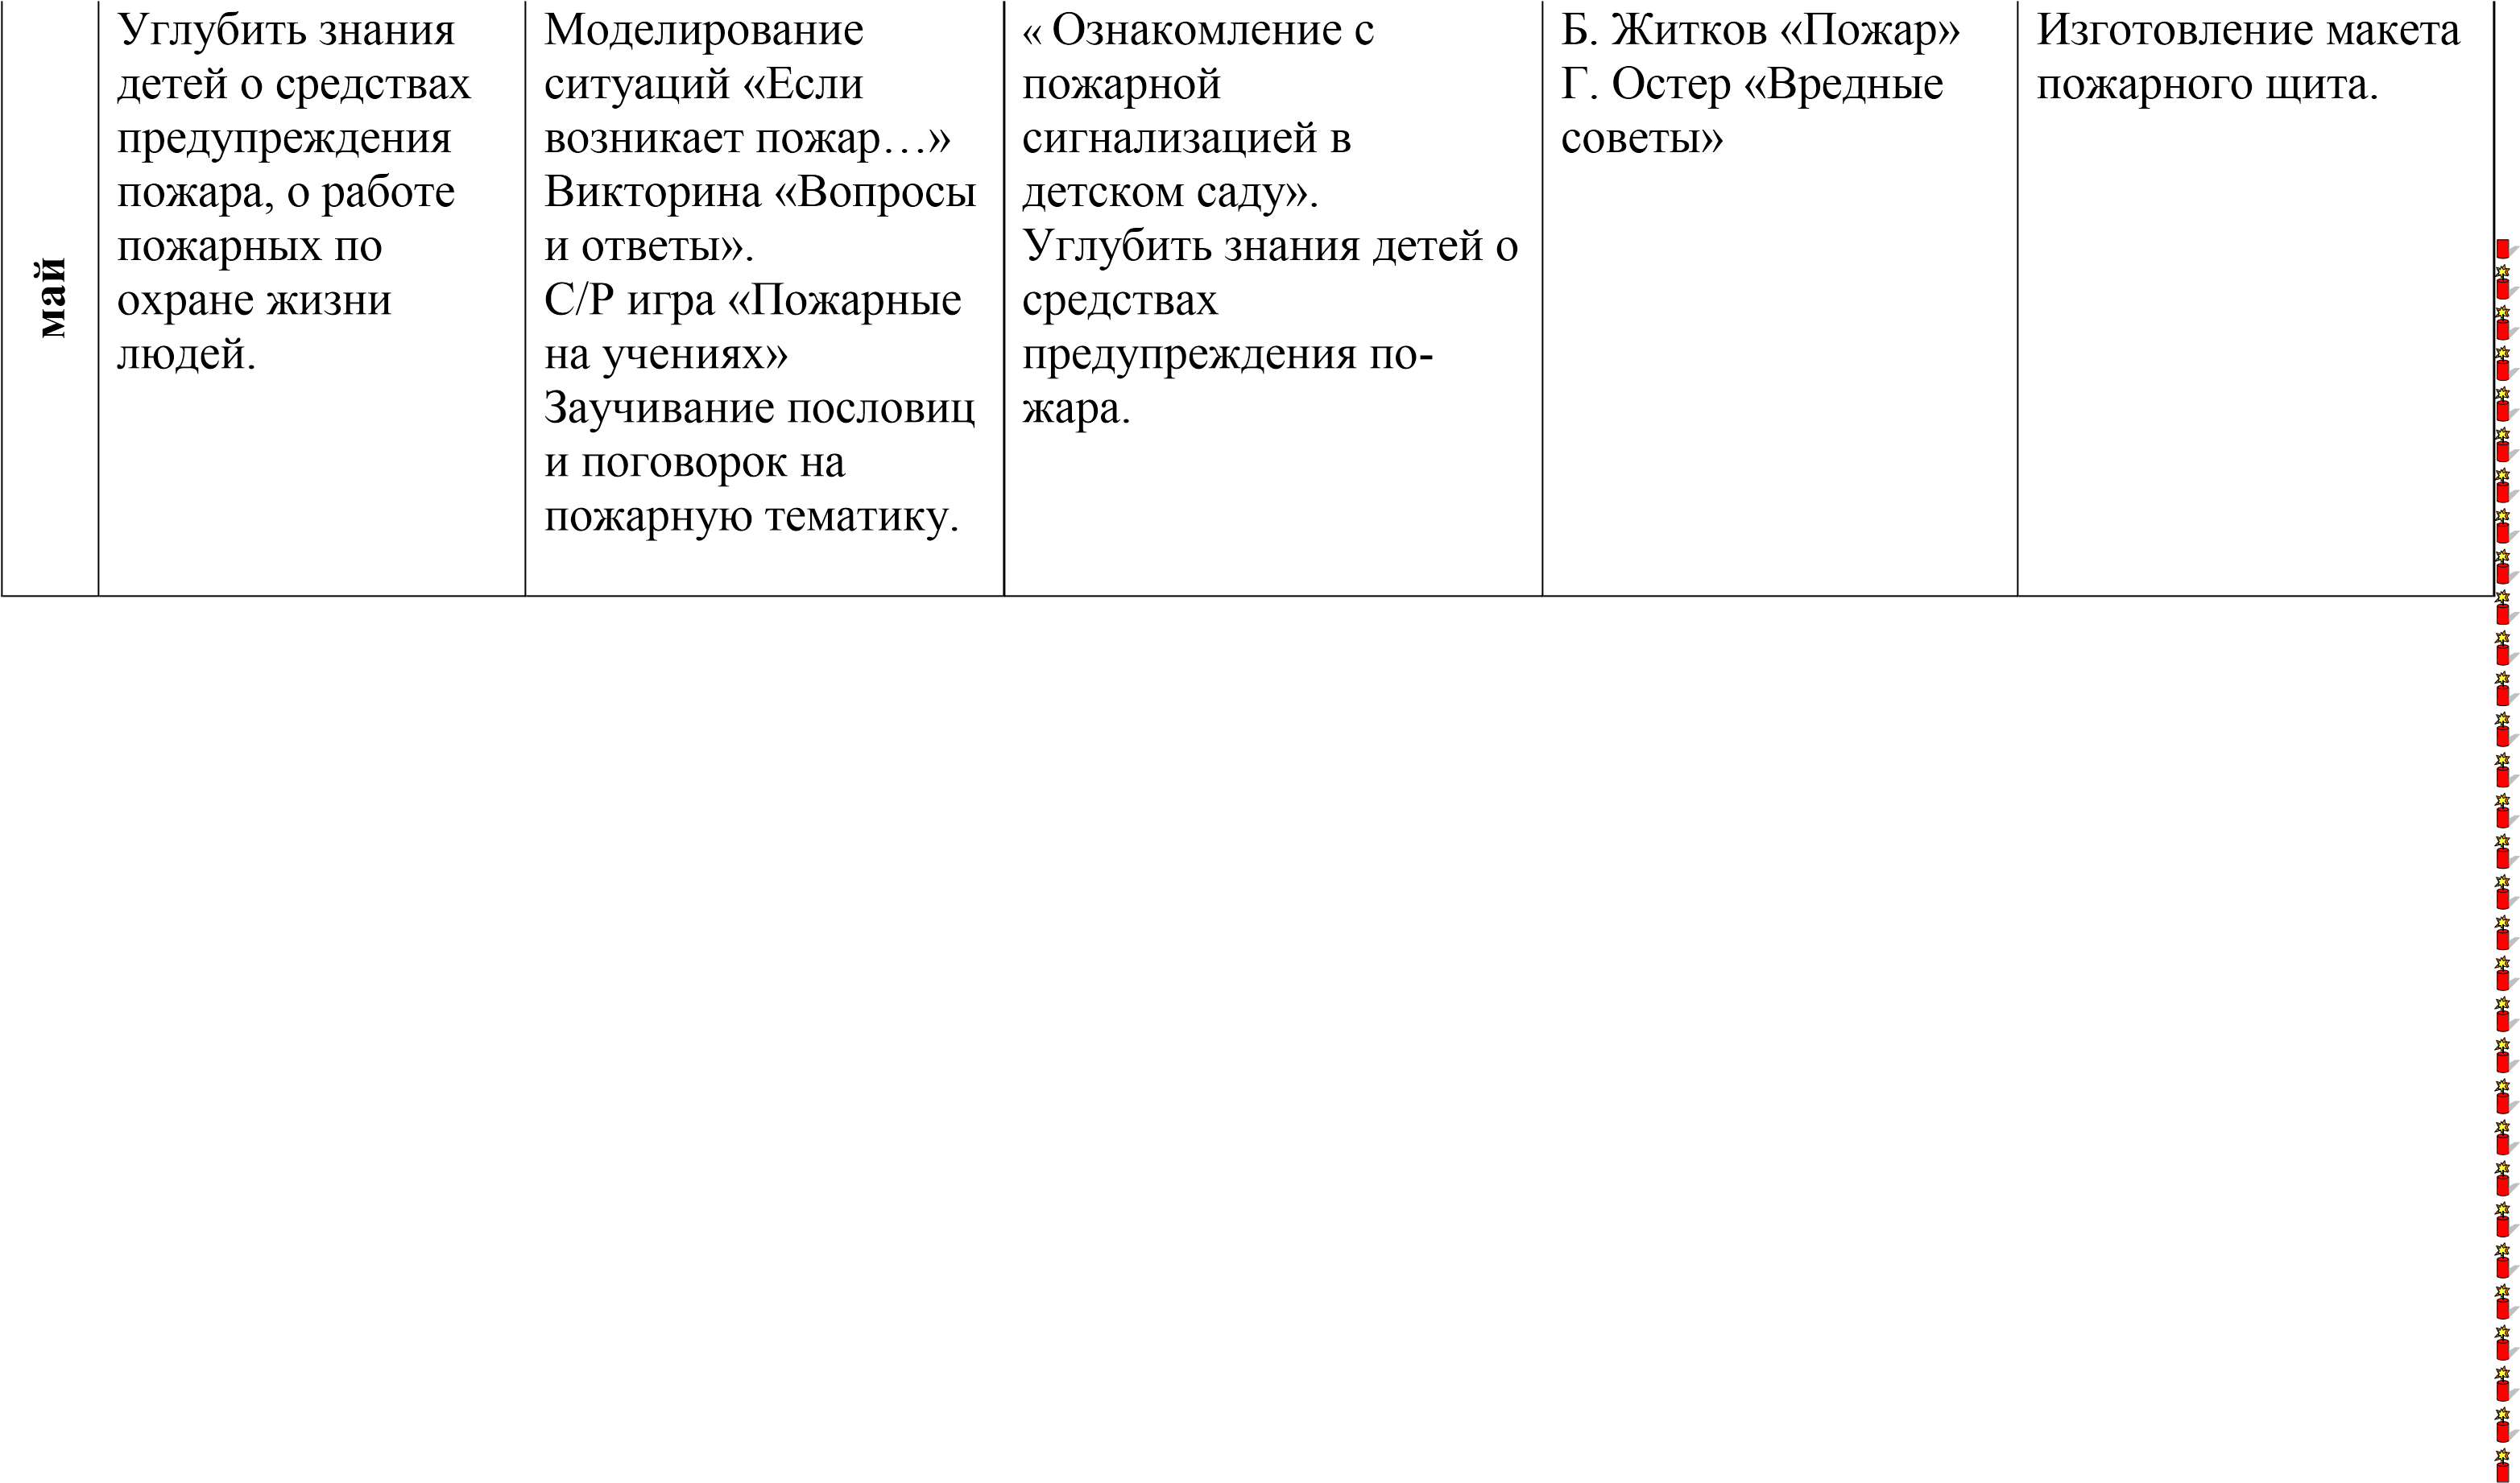 май
Углубить знания
детей о средствах
предупреждения
пожара, о работе
пожарных по
охране жизни
людей.
Моделирование
ситуаций «Если
возникает пожар…»
Викторина «Вопросы
и ответы».
С/Р игра «Пожарные
на учениях»
Заучивание пословиц
и поговорок на
пожарную тематику.
« Ознакомление с
пожарной
сигнализацией в
детском саду».
Углубить знания детей о
средствах
предупреждения по-
жара.
Б. Житков «Пожар»
Г. Остер «Вредные
советы»
Изготовление макета
пожарного щита.